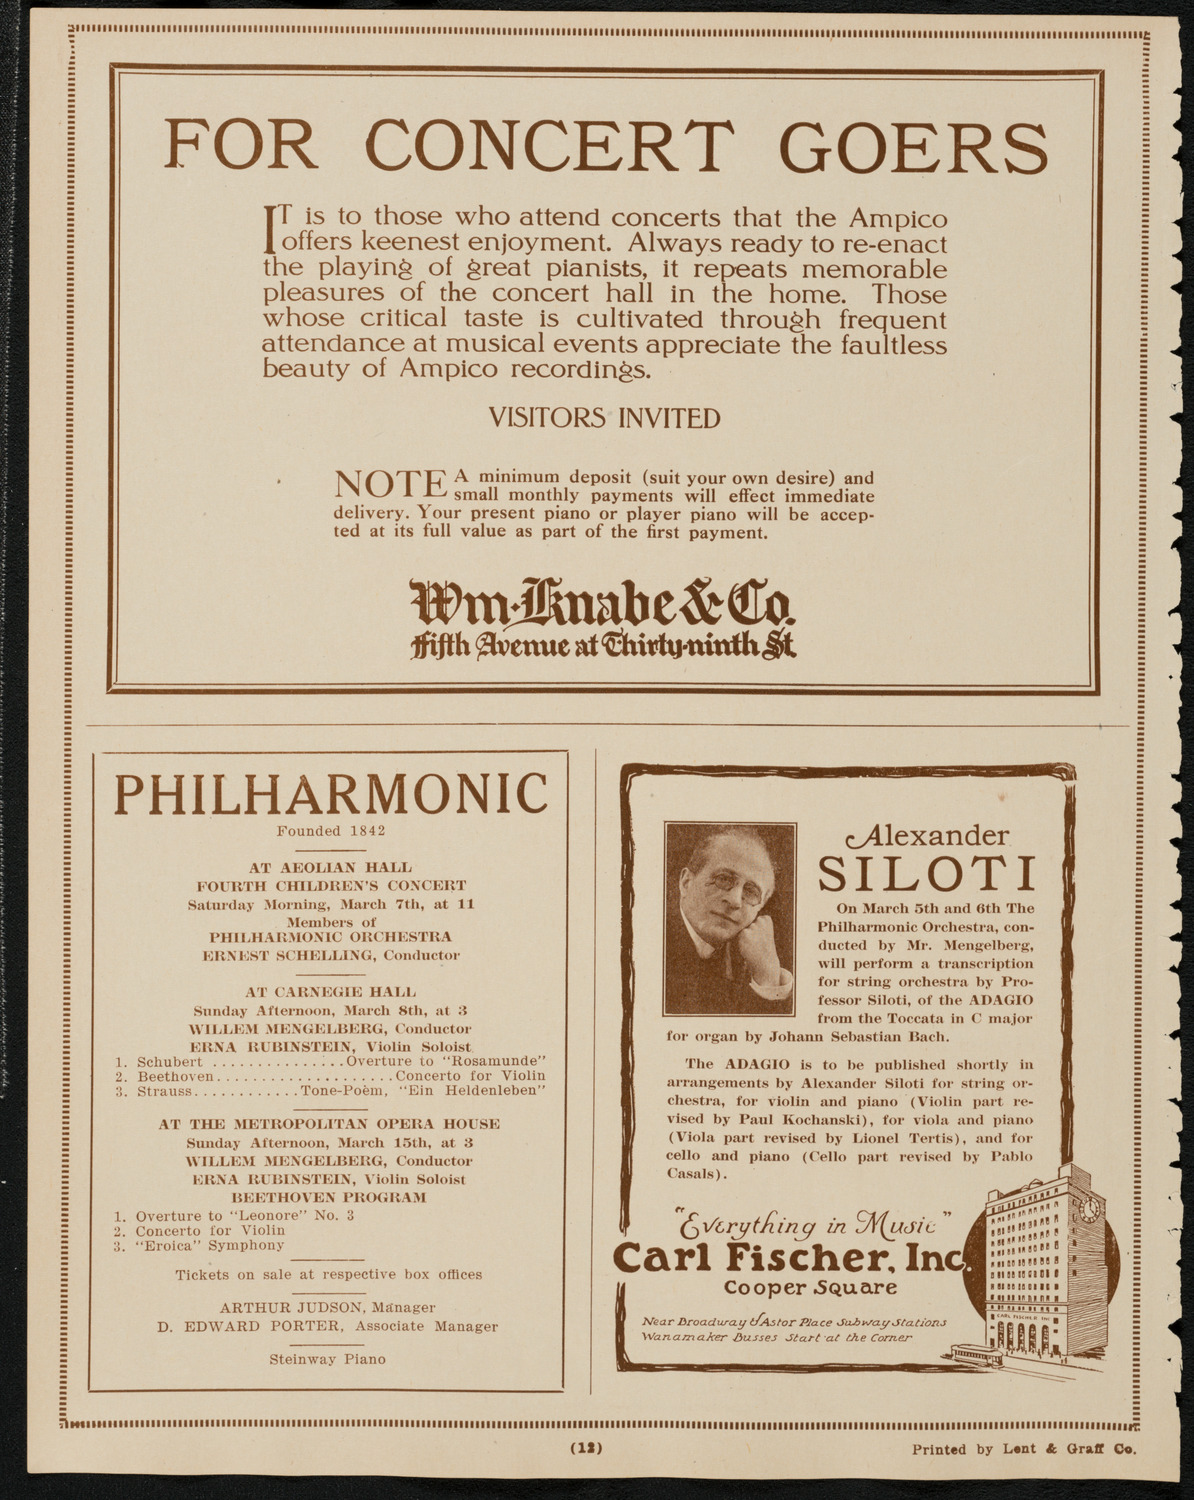 FOR CONCERT GOERS
IT is to those who attend concerts that the Ampico
offers keenest enjoyment. Always ready to re-enact
the playing of great pianists, it repeats memorable
pleasures of the concert hall in the home. Those
whose critical taste is cultivated through frequent
attendance at musical events appreciate the faultless
beauty of Ampico recordings.
VISITORS INVITED
NOTE A minimum deposit (suit your own desire) and
small monthly payments will effect immediate
delivery. Your present piano or player piano will be accep-
ted at its full value as part of the first payment.
Wm. Knabe & Co.
Fifth Avenue at Thirty-ninth St.
PHILHARMONIC
Founded 1842
AT AEOLIAN HALL
FOURTH CHILDREN'S CONCERT
Saturday Morning, March 7th, at 11
Members of
PHILHARMONIC ORCHESTRA
ERNEST SCHELLING, Conductor
AT CARNEGIE HALL
Sunday Afternoon, March 8th, at 3
WILLEM MENGELBERG, Conductor
ERNA RUBINSTEIN, Violin Soloist
1. Schubert ...............Overture to "Rosamunde"
2. Beethoven....................Concerto for Violin
3. Strauss............Tone-Poem, "Ein Heldenleben"
AT THE METROPOLITAN OPERA HOUSE
Sunday Afternoon, March 15th, at 3
WILLEM MENGELBERG, Conductor
ERNA RUBINSTEIN, Violin Soloist
BEETHOVEN PROGRAM
1. Overture to "Leonore" No. 3
2. Concerto for Violin
3. "Eroica" Symphony
Tickets on sale at respective box offices
ARTHUR JUDSON, Manager
D. EDWARD PORTER, Associate Manager
Steinway Piano
Alexander
SILOTI
On March 5th and 6th The
Philharmonic Orchestra, con-
ducted by Mr. Mengelberg,
will perform a transcription
for string orchestra by Pro-
fessor Siloti, of the ADAGIO
from the Toccata in C major
for organ by Johann Sebastian Bach.
The ADAGIO is to be published shortly in
arrangements by Alexander Siloti for string or-
chestra, for violin and piano (Violin part re-
vised by Paul Kochanski), for viola and piano
(Viola part revised by Lionel Tertis), and for
cello and piano (Cello part revised by Pablo
Casals).
"Everything in Music"
Carl Fischer, Inc.
Cooper Square
Near Broadway & Astor Place Subway Stations
Wanamaker Busses Start at the Corner
CARL FISCHER INC
(12)
Printed by Lent & Graff Co.